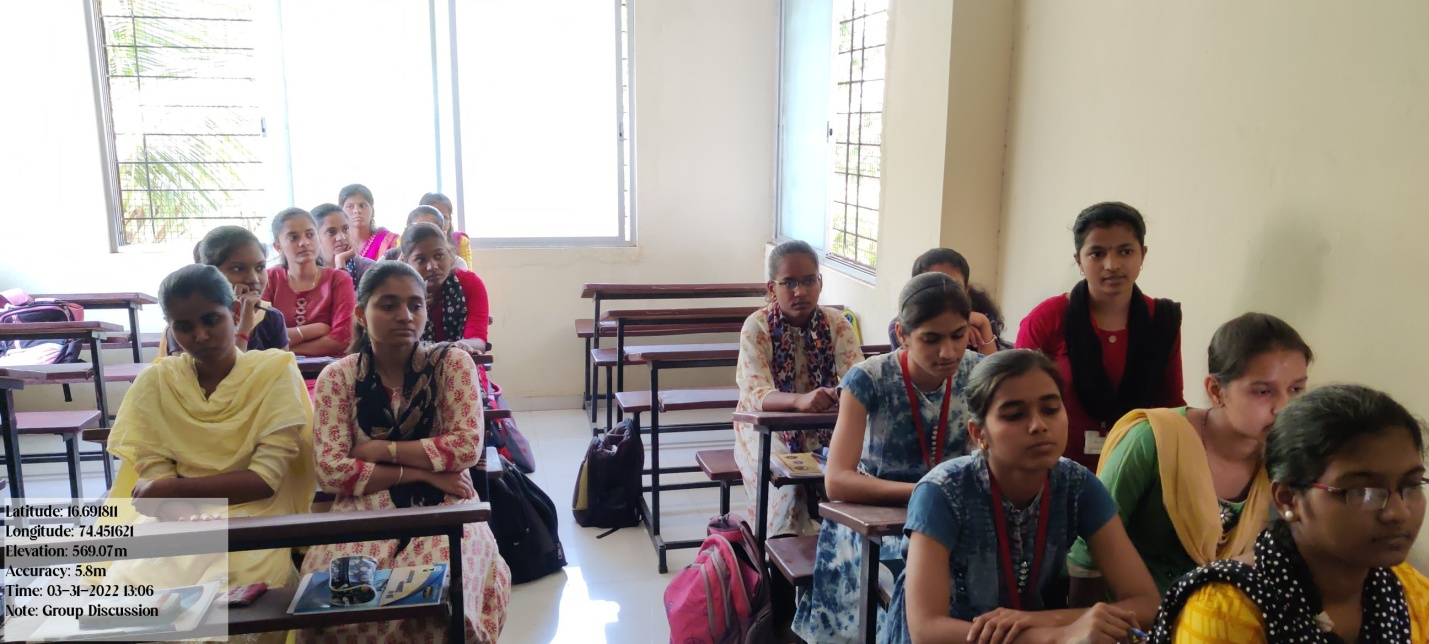 Latitude: 16.691811
Longitude: 74.451621
Elevation: 569.07m
Accuracy: 5.8m
Time: 03-31-2022 13:06
Note: Group Discussion